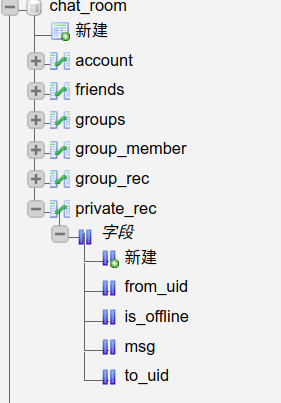 chat_room
新建
account
friends
groups
group_member
group_rec
private_rec
字段
新建
from_uid
is_offline
msg
to_uid